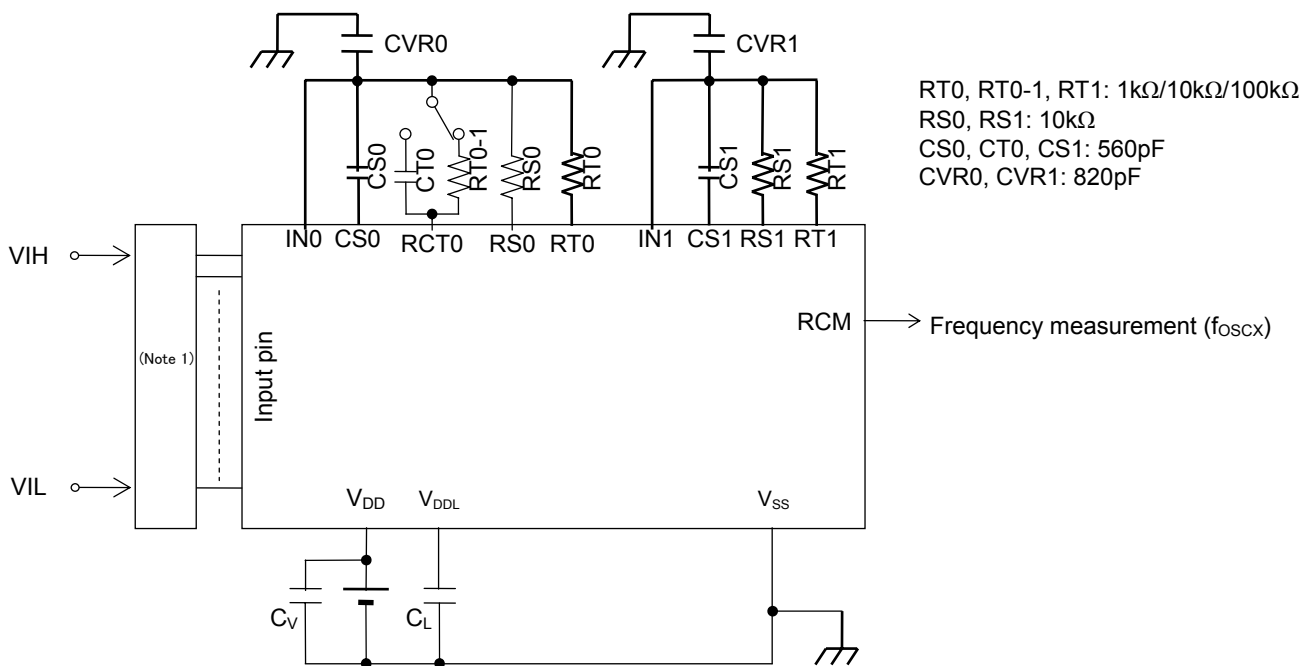 CVR0
CVR1
RT0, RT0-1, RT1: 1kΩ/10kΩ/100kΩ
RS0, RS1: 10kΩ
CS0, CT0, CS1: 560pF
CVR0, CVR1: 820pF
CS0
CT0
RT0-1
RS0
RT0
CS1
RS1
RT1
IN0
CS0
RCT0
RS0
RT0
IN1
CS1
RS1
RT1
VIH
(Note 1)
Input pin
RCM
Frequency measurement (fOSCX)
VIL
VDD
VDDL
VSS
CV
CL